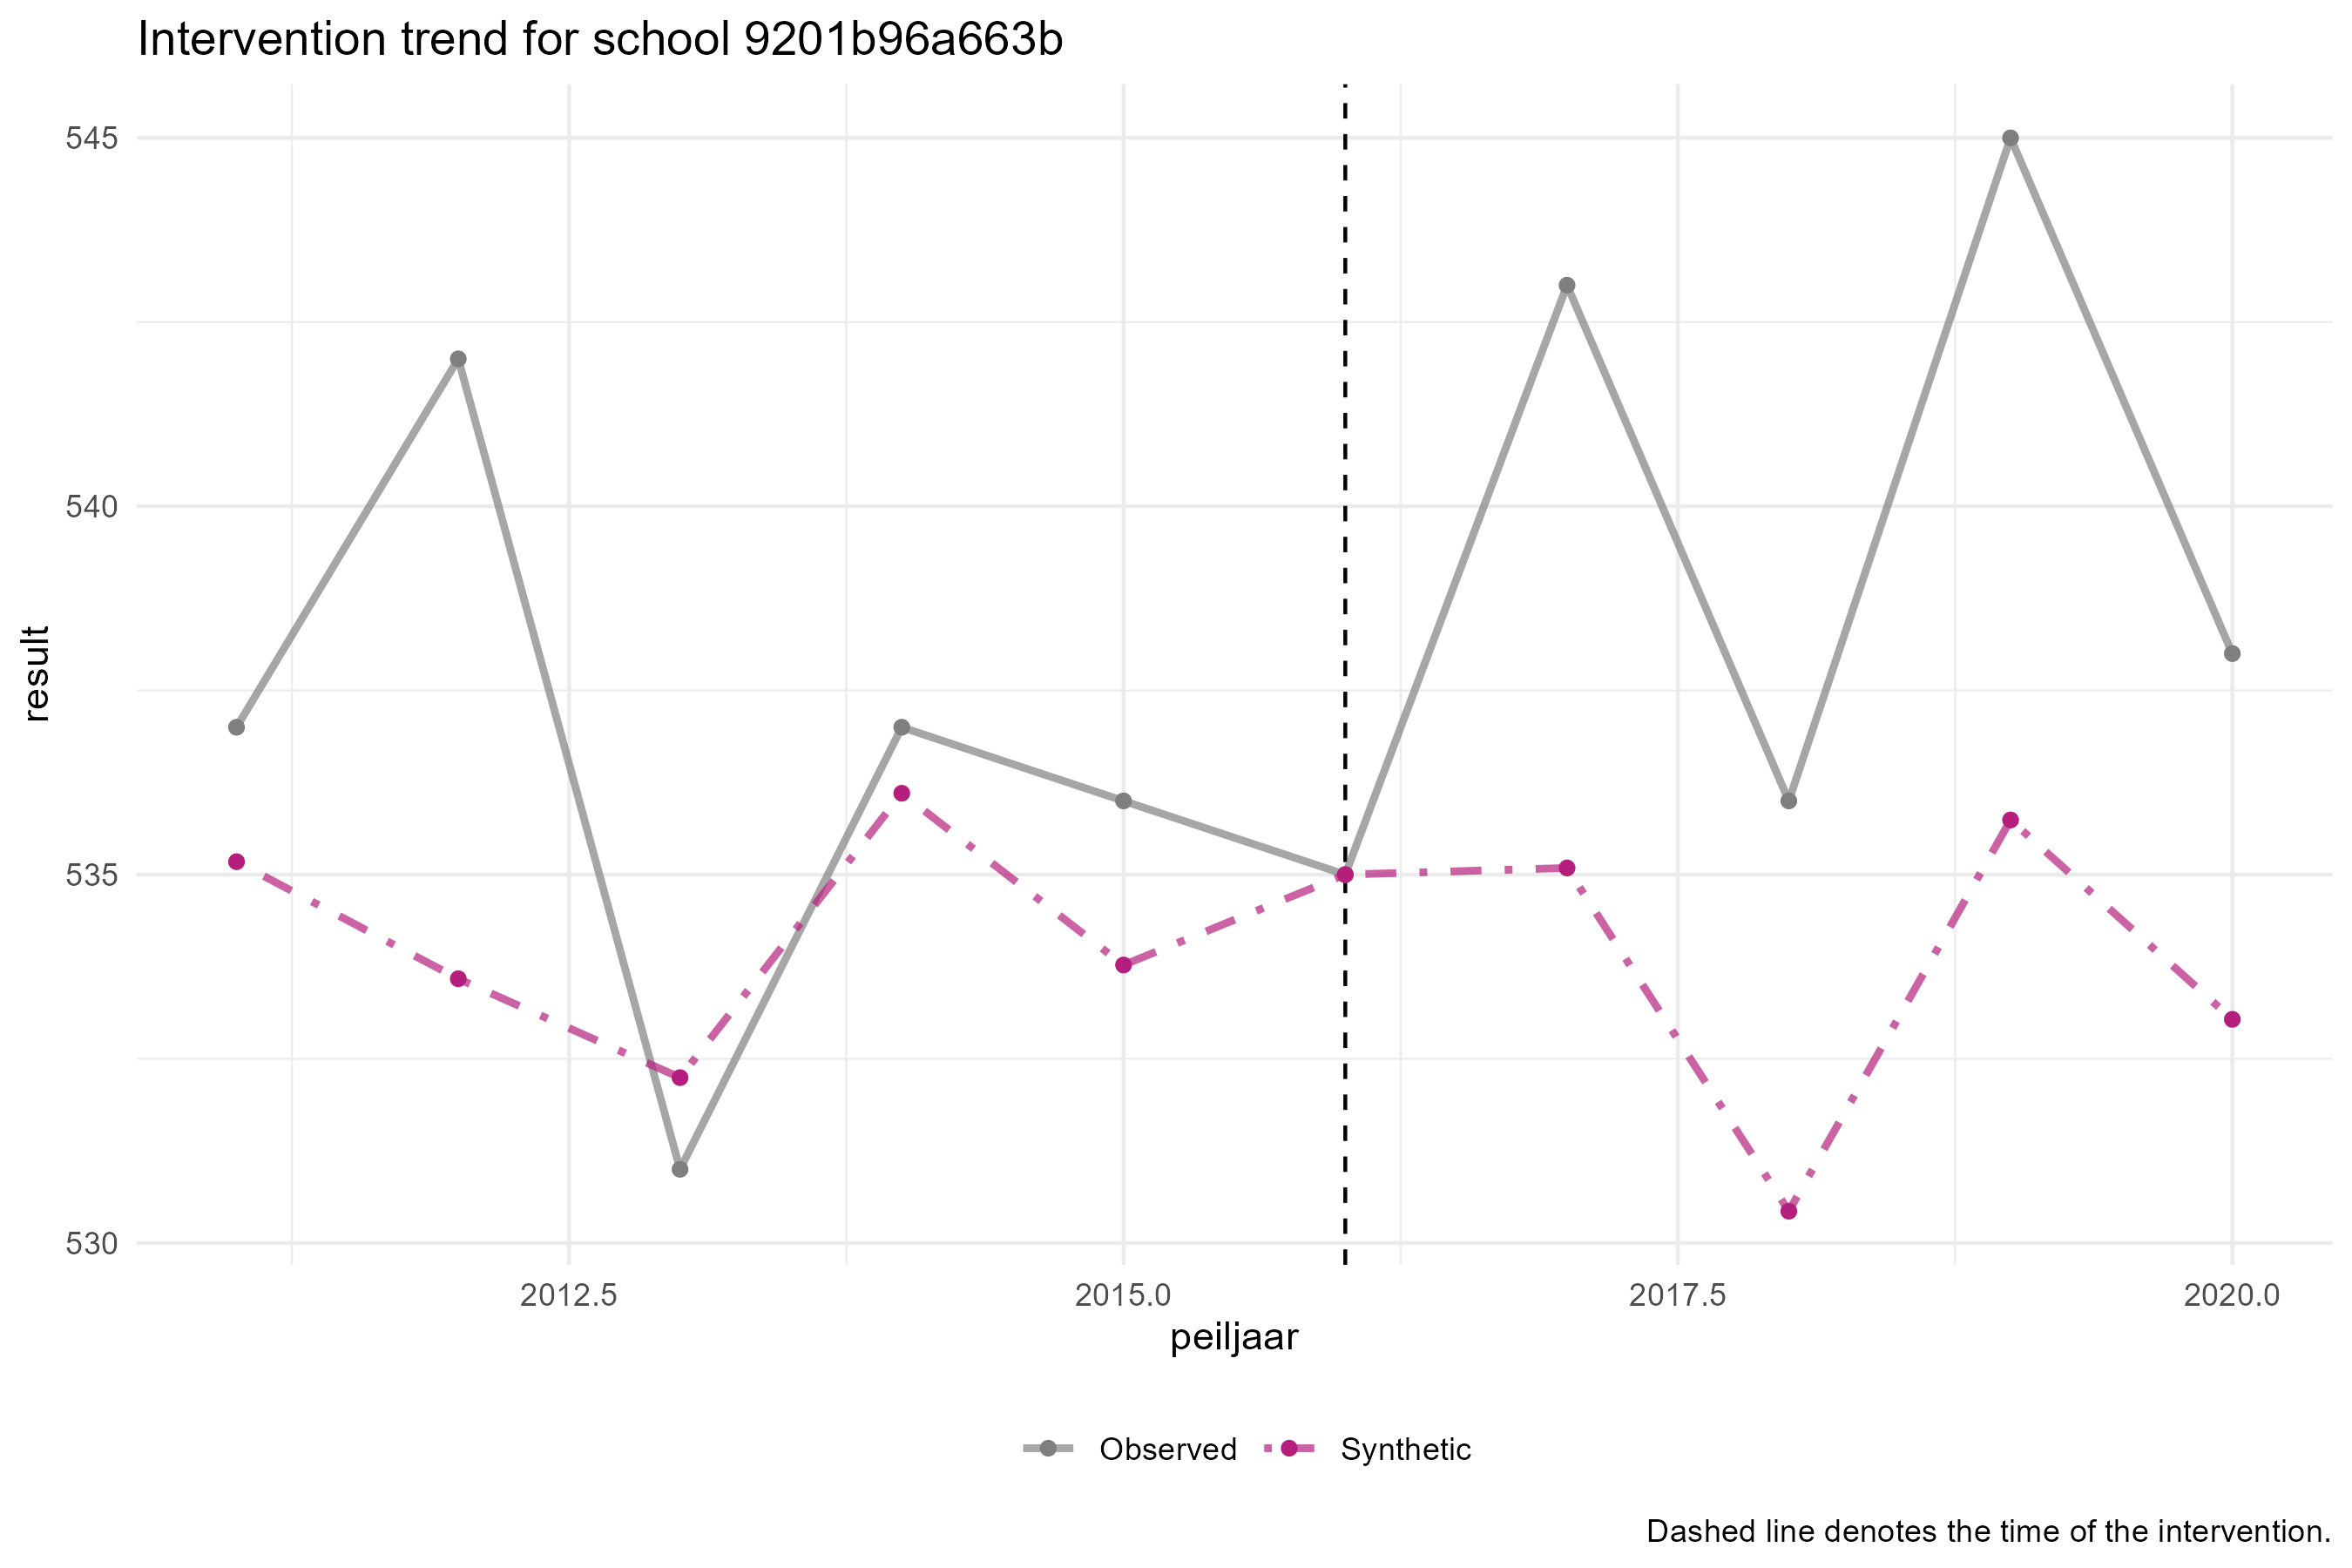 Intervention trend for school 9201b96a663b
545
540
535
530
result
2012.5 2015.0 2017.5 2020.0
peiljaar
Observed Synthetic
Dashed line denotes the time of the intervention.